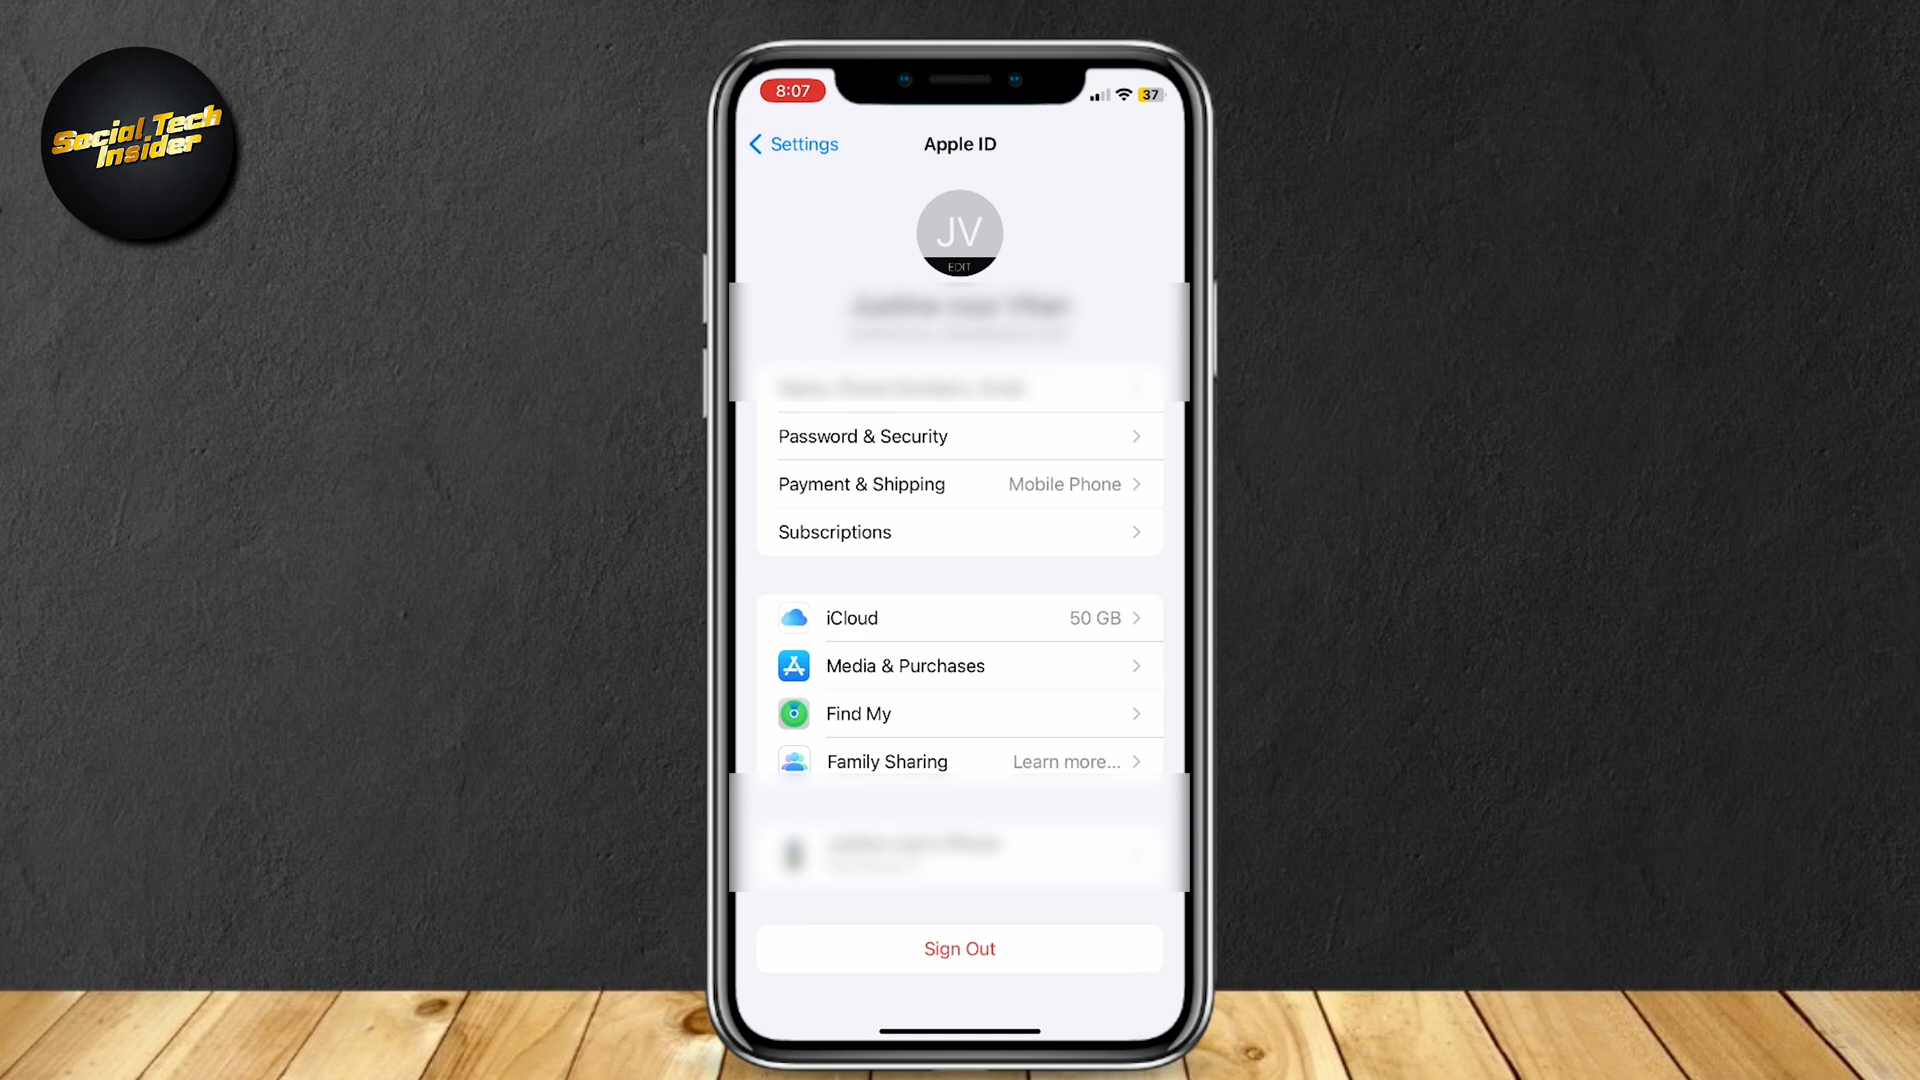 Social Tech
Insider
8:07
37
Settings
Apple ID
JV
EDIT
Password & Security
Payment & Shipping Mobile Phone
Subscriptions
iCloud 50 GB
Media & Purchases
Find My
Family Sharing Learn more...
Sign Out